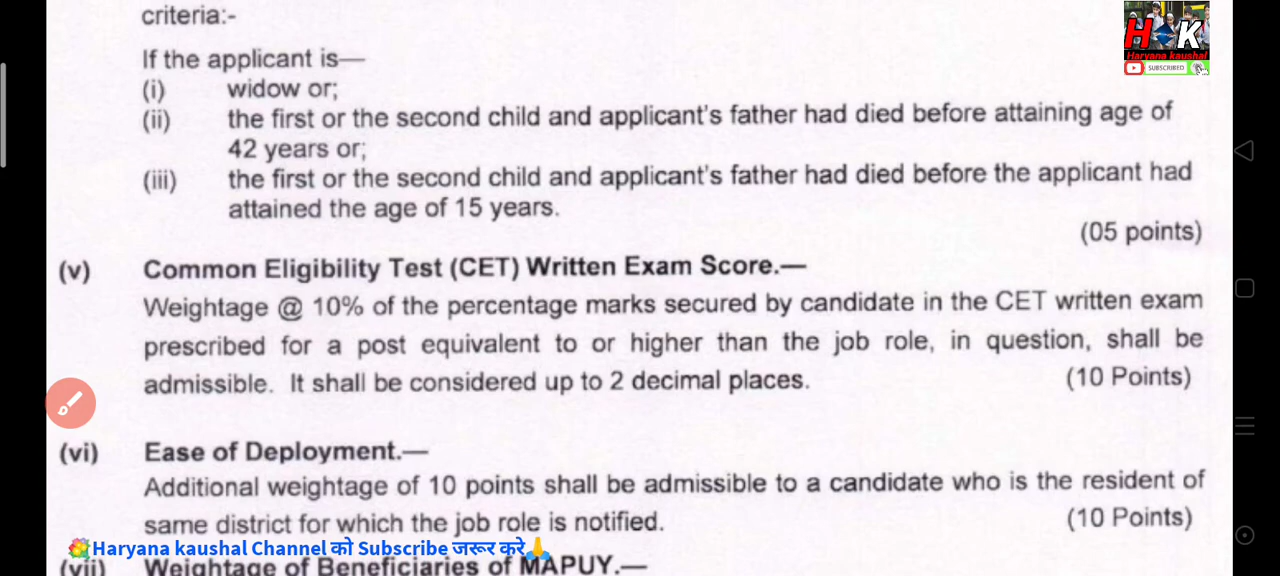 criteria:-
If the applicant is—
(i) widow or;
(ii) the first or the second child and applicant's father had died before attaining age of
42 years or;
(iii) the first or the second child and applicant's father had died before the applicant had
attained the age of 15 years.
(05 points)
(v) Common Eligibility Test (CET) Written Exam Score.—
Weightage @ 10% of the percentage marks secured by candidate in the CET written exam
prescribed for a post equivalent to or higher than the job role, in question, shall be
admissible. It shall be considered up to 2 decimal places. (10 Points)
(vi) Ease of Deployment.—
Additional weightage of 10 points shall be admissible to a candidate who is the resident of
same district for which the job role is notified. (10 Points)
Haryana kaushal Channel को Subscribe जरूर करे
(vii) Weightage of Beneficiaries of MAPUY.—
H K
Haryana kaushal
SUBSCRIBED